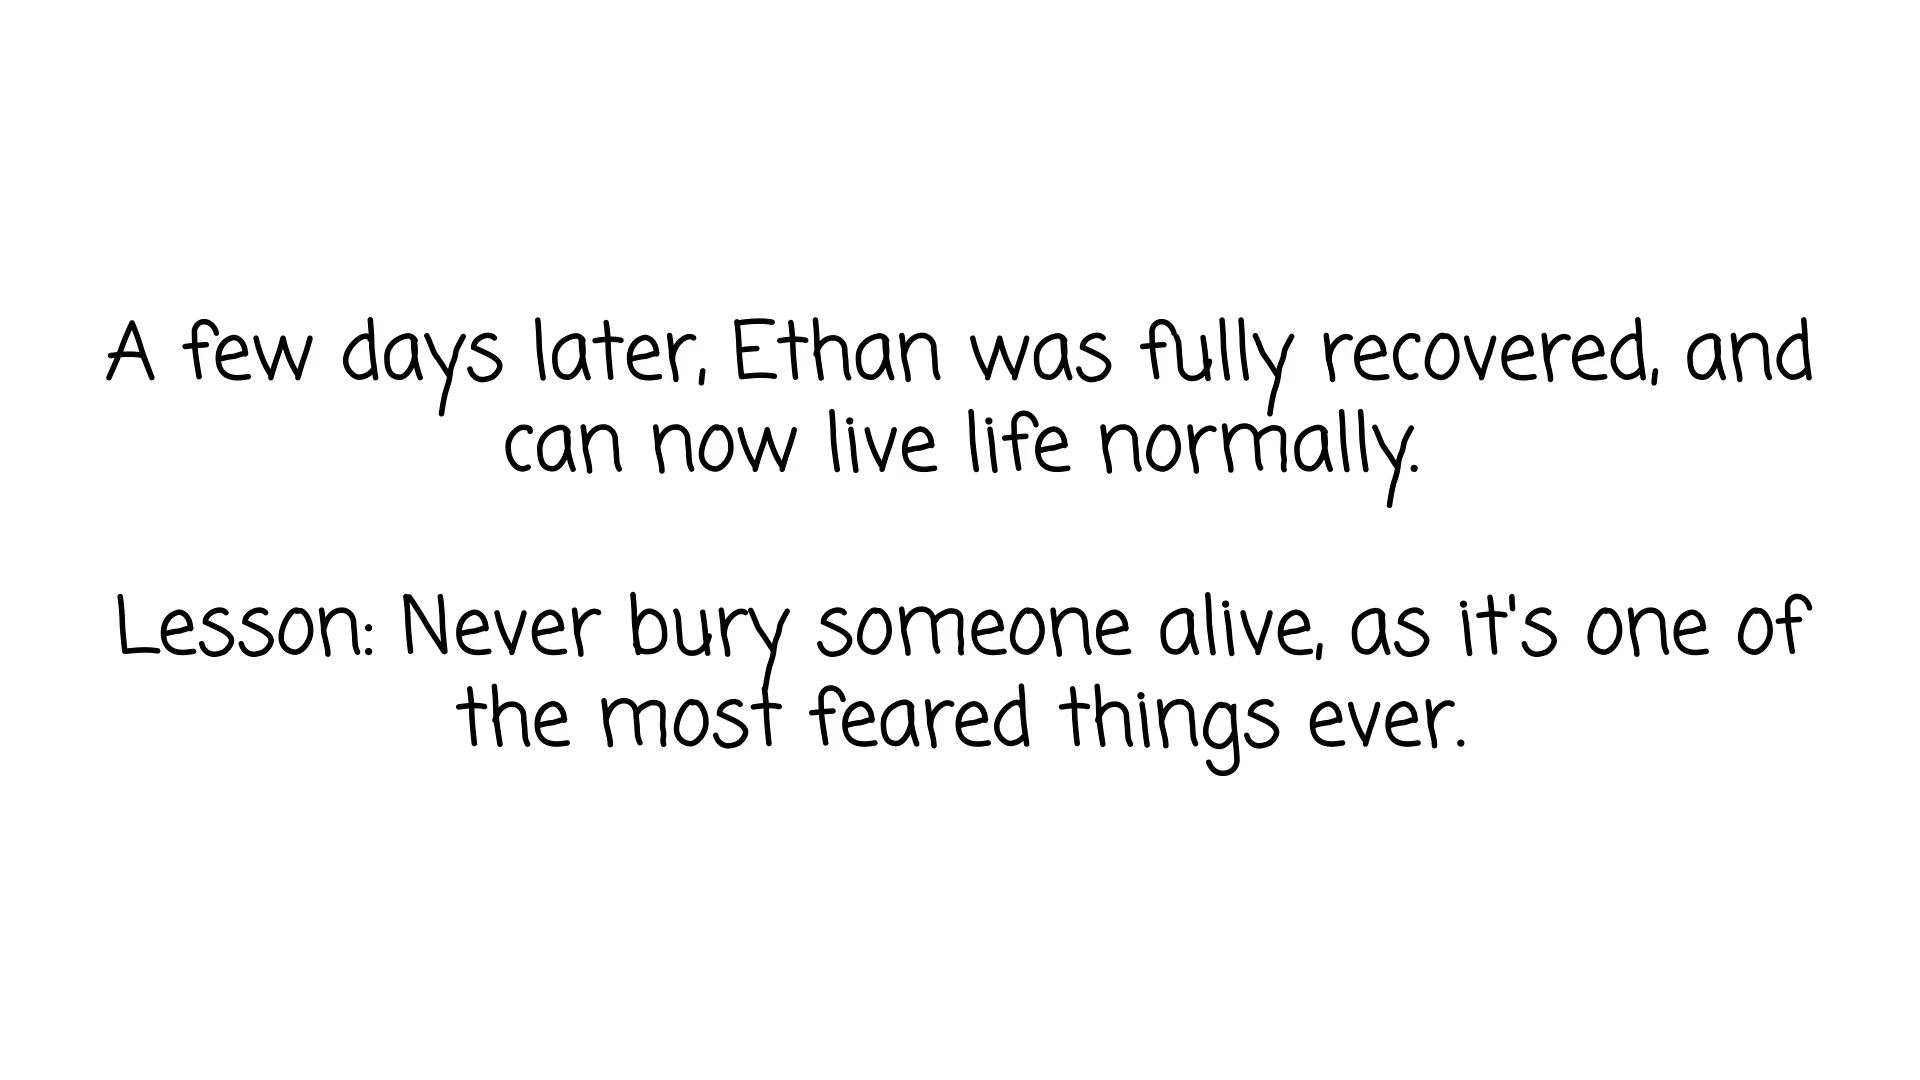 A few days later, Ethan was fully recovered, and
can now live life normally.
Lesson: Never bury someone alive, as it's one of
the most feared things ever.